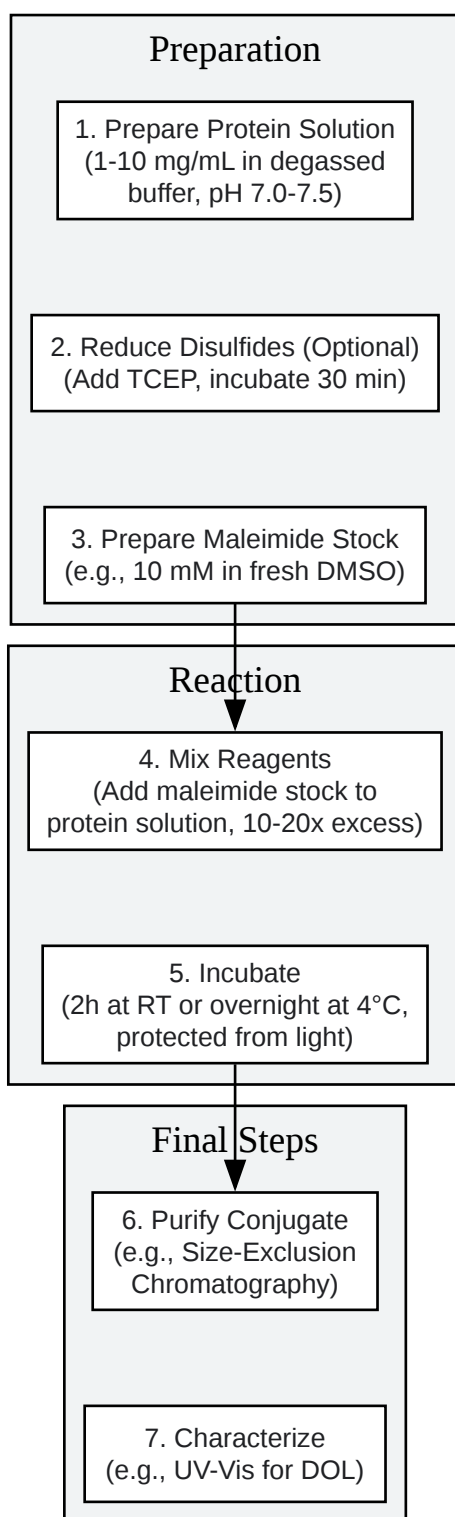 Preparation
1. Prepare Protein Solution
(1-10 mg/mL in degassed
buffer, pH 7.0-7.5)
2. Reduce Disulfides (Optional)
(Add TCEP, incubate 30 min)
3. Prepare Maleimide Stock
(e.g., 10 mM in fresh DMSO)
Reaction
4. Mix Reagents
(Add maleimide stock to
protein solution, 10-20x excess)
5. Incubate
(2h at RT or overnight at 4°C,
protected from light)
Final Steps
6. Purify Conjugate
(e.g., Size-Exclusion
Chromatography)
7. Characterize
(e.g., UV-Vis for DOL)